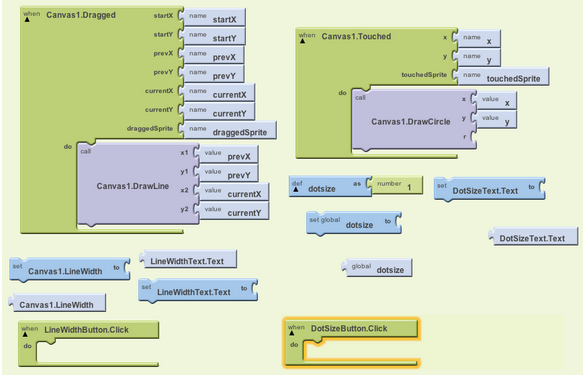 when Canvas1.Dragged startX name startX
startY name startY
prevX name prevX
prevY name prevY
currentX name currentX
currentY name currentY
draggedSprite name draggedSprite
do call Canvas1.DrawLine x1 value prevX
y1 value prevY
x2 value currentX
y2 value currentY
when Canvas1.Touched x name x
y name y
touchedSprite name touchedSprite
do call Canvas1.DrawCircle x value x
y value y
r
def dotsize as number 1
set DotSizeText.Text to
set global dotsize to
DotSizeText.Text
global dotsize
set Canvas1.LineWidth to
LineWidthText.Text
set LineWidthText.Text to
Canvas1.LineWidth
when LineWidthButton.Click
do
when DotSizeButton.Click
do